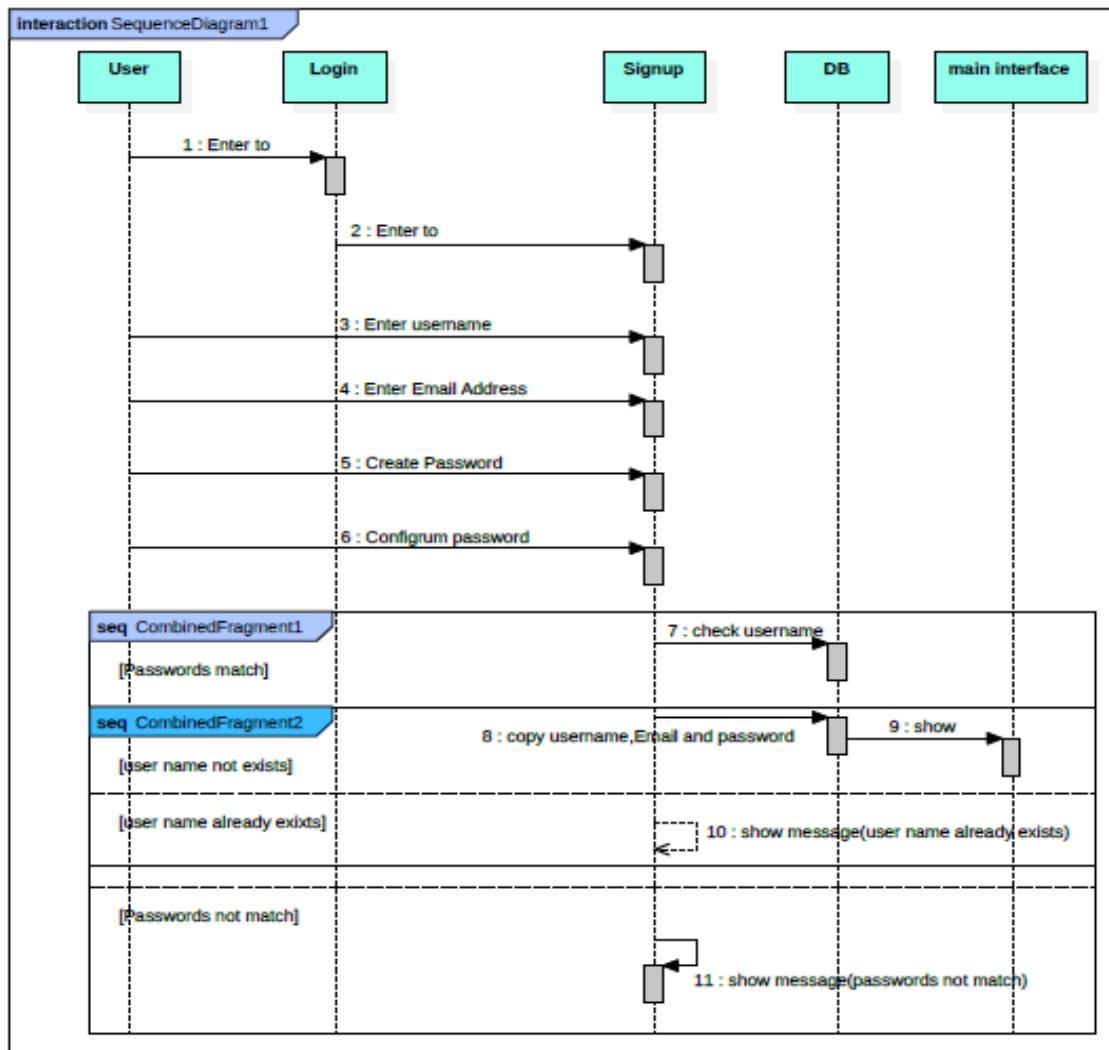 interaction SequenceDiagram1
User
Login
Signup
DB
main interface
1 : Enter to
2 : Enter to
3 : Enter username
4 : Enter Email Address
5 : Create Password
6 : Configrum password
seq CombinedFragment1
7 : check username
[Passwords match]
seq CombinedFragment2
8 : copy username,Email and password
9 : show
[user name not exists]
[user name already exixts]
10 : show message(user name already exists)
[Passwords not match]
11 : show message(passwords not match)